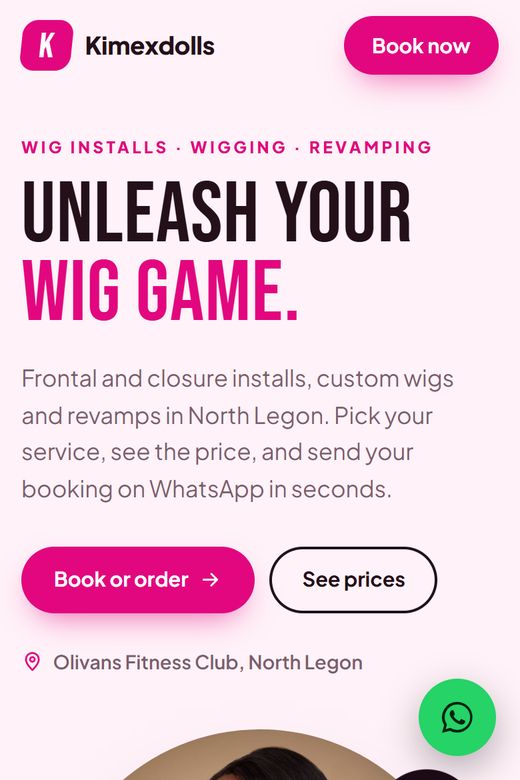 K Kimexdolls
Book now
WIG INSTALLS · WIGGING · REVAMPING
UNLEASH YOUR
WIG GAME.
Frontal and closure installs, custom wigs
and revamps in North Legon. Pick your
service, see the price, and send your
booking on WhatsApp in seconds.
Book or order →
See prices
Olivans Fitness Club, North Legon